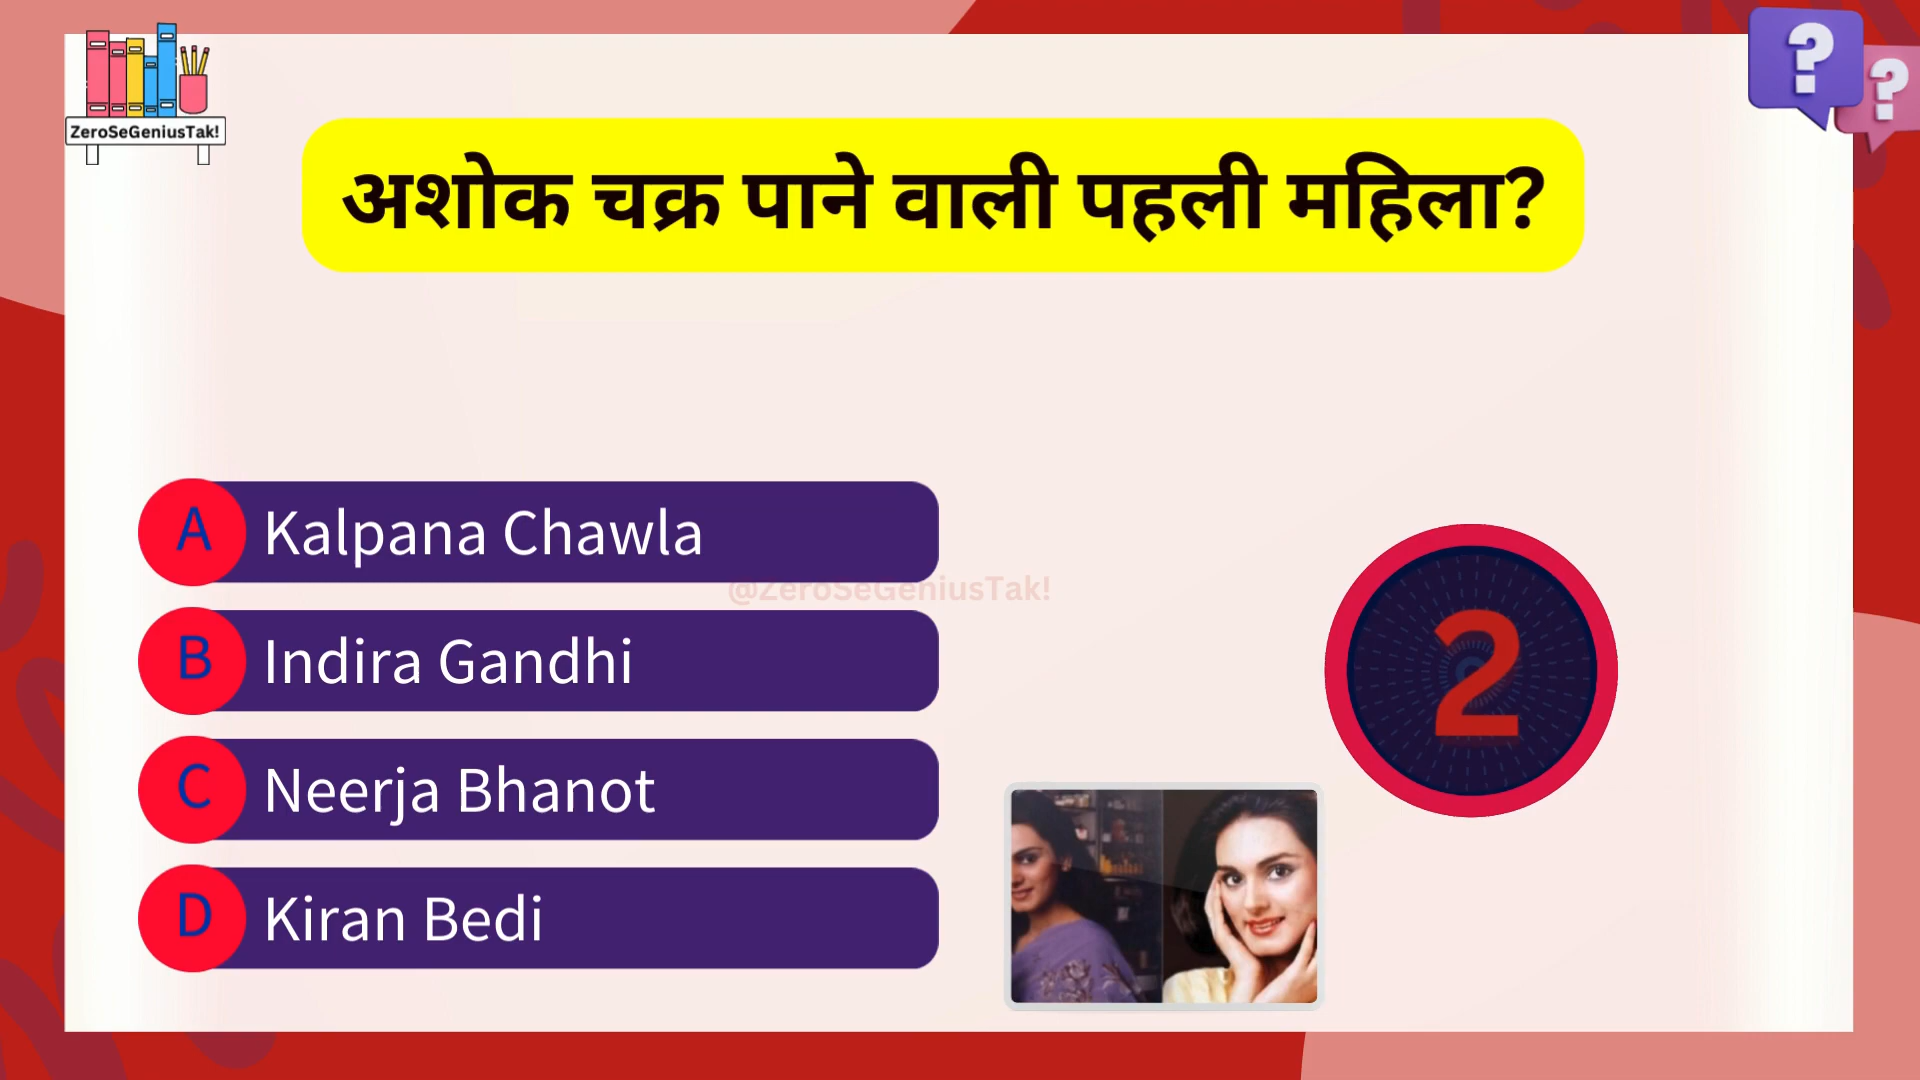 ZeroSeGeniusTak!
? ?
अशोक चक्र पाने वाली पहली महिला?
A Kalpana Chawla
@ZeroSeGeniusTak!
B Indira Gandhi
2
C Neerja Bhanot
D Kiran Bedi